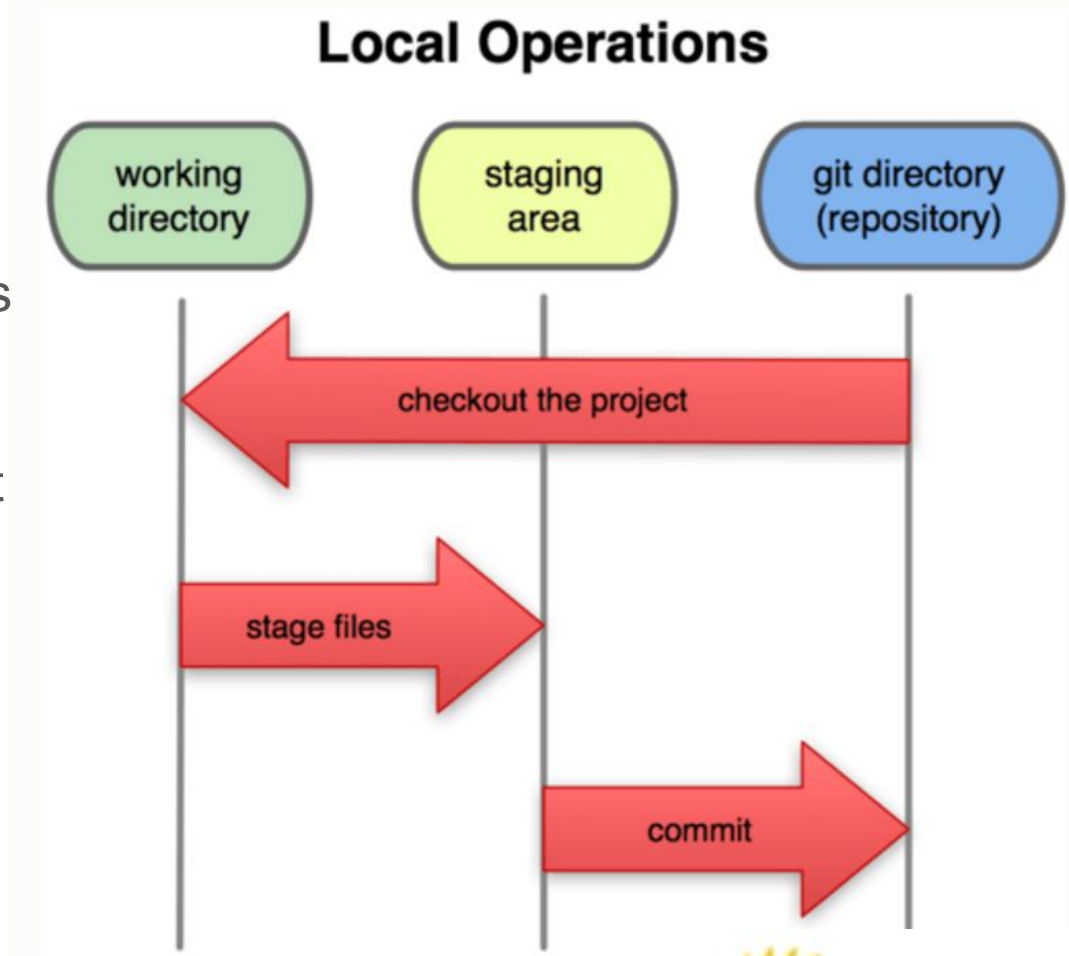 Local Operations
working
directory
staging
area
git directory
(repository)
s
checkout the project
t
stage files
commit